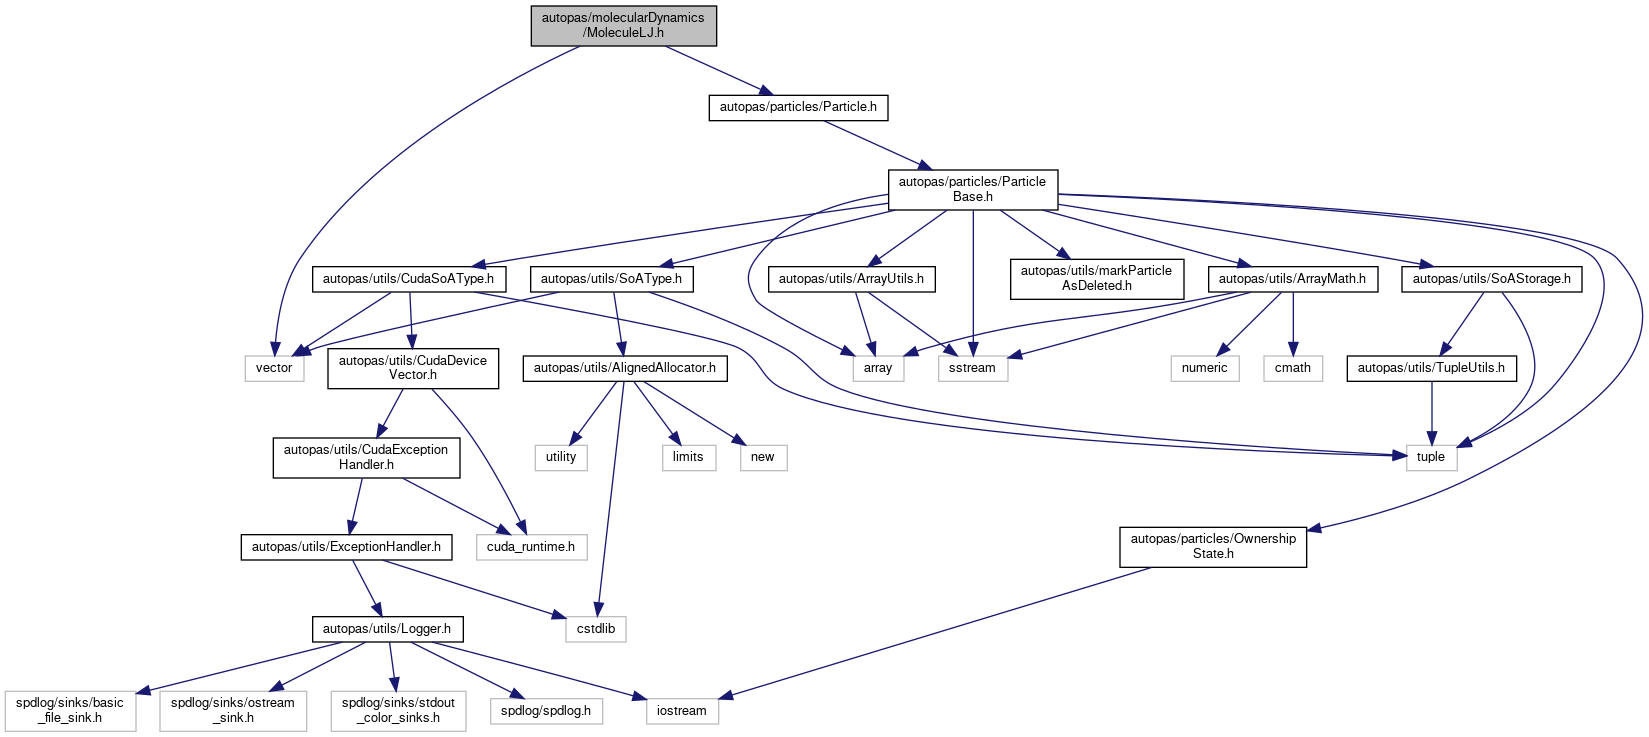 autopas/molecularDynamics
/MoleculeLJ.h
autopas/particles/Particle.h
autopas/particles/Particle
Base.h
autopas/utils/CudaSoAType.h
autopas/utils/SoAType.h
autopas/utils/ArrayUtils.h
autopas/utils/markParticle
AsDeleted.h
autopas/utils/ArrayMath.h
autopas/utils/SoAStorage.h
vector
autopas/utils/CudaDevice
Vector.h
autopas/utils/AlignedAllocator.h
array
sstream
numeric
cmath
autopas/utils/TupleUtils.h
autopas/utils/CudaException
Handler.h
utility
limits
new
tuple
autopas/utils/ExceptionHandler.h
cuda_runtime.h
autopas/particles/Ownership
State.h
autopas/utils/Logger.h
cstdlib
spdlog/sinks/basic
_file_sink.h
spdlog/sinks/ostream
_sink.h
spdlog/sinks/stdout
_color_sinks.h
spdlog/spdlog.h
iostream